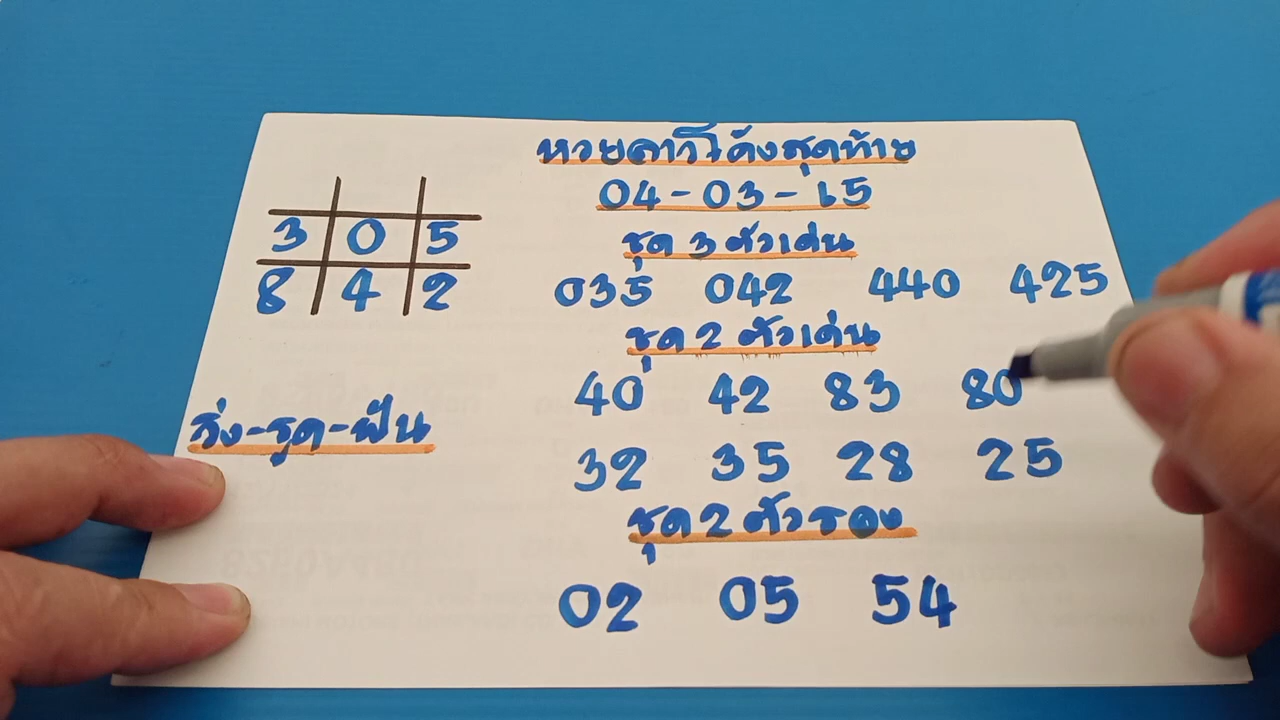 หวยลาวโค้งสุดท้าย
04-03-65
ชุด 3 ตัวเด่น
035 042 440 425
ชุด 2 ตัวเด่น
40 42 83 80
32 35 28 25
ชุด 2 ตัวรอง
02 05 54
3 0 5
8 4 2
วิ่ง-รูด-ฟัน